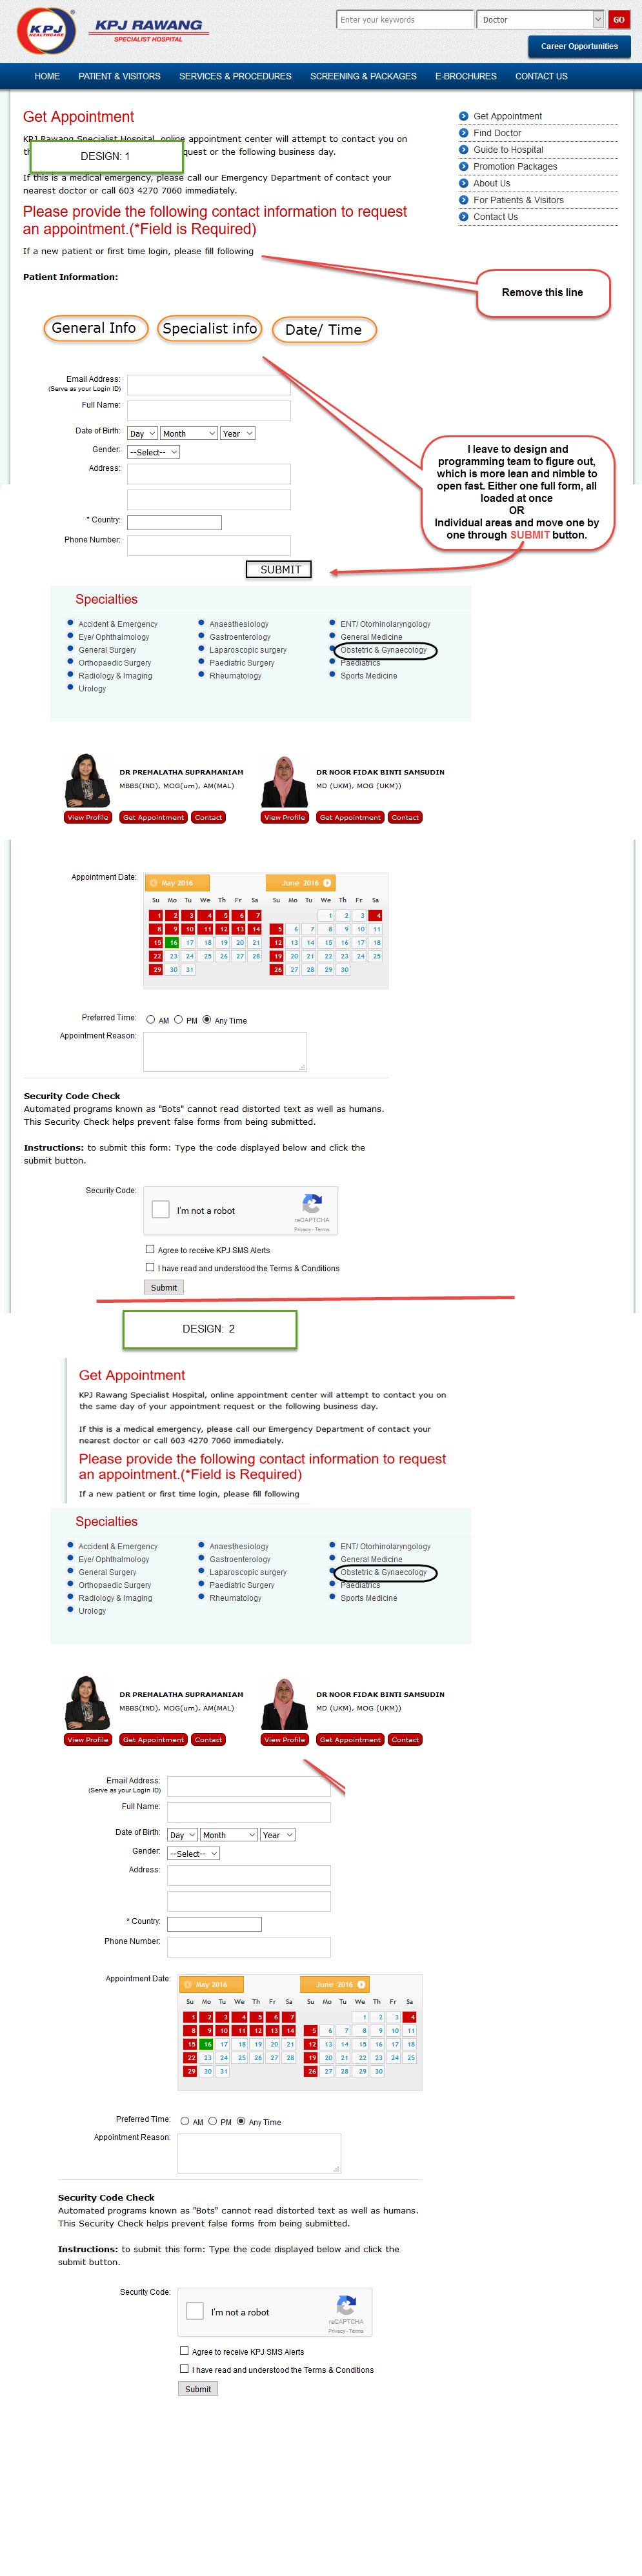 KPJ
HEALTHCARE
®
KPJ RAWANG
SPECIALIST HOSPITAL
Enter your keywords
Doctor
GO
Career Opportunities
HOME
PATIENT & VISITORS
SERVICES & PROCEDURES
SCREENING & PACKAGES
E-BROCHURES
CONTACT US
Get Appointment
KPJ Rawang Specialist Hospital, online appointment center will attempt to contact you on
quest or the following business day.
DESIGN: 1
If this is a medical emergency, please call our Emergency Department of contact your
nearest doctor or call 603 4270 7060 immediately.
Please provide the following contact information to request
an appointment.(*Field is Required)
If a new patient or first time login, please fill following
Patient Information:
Get Appointment
Find Doctor
Guide to Hospital
Promotion Packages
About Us
For Patients & Visitors
Contact Us
Remove this line
General Info
Specialist info
Date/ Time
Email Address:
(Serve as your Login ID)
Full Name:
Date of Birth:
Day
Month
Year
Gender:
--Select--
Address:
* Country:
Phone Number:
I leave to design and
programming team to figure out,
which is more lean and nimble to
open fast. Either one full form, all
loaded at once
OR
Individual areas and move one by
one through SUBMIT button.
SUBMIT
Specialties
Accident & Emergency
Anaesthesiology
ENT/ Otorhinolaryngology
Eye/ Ophthalmology
Gastroenterology
General Medicine
General Surgery
Laparoscopic surgery
Obstetric & Gynaecology
Orthopaedic Surgery
Paediatric Surgery
Paediatrics
Radiology & Imaging
Rheumatology
Sports Medicine
Urology
DR PREMALATHA SUPRAMANIAM
MBBS(IND), MOG(um), AM(MAL)
View Profile
Get Appointment
Contact
DR NOOR FIDAK BINTI SAMSUDIN
MD (UKM), MOG (UKM))
View Profile
Get Appointment
Contact
Appointment Date:
May 2016
Su Mo Tu We Th Fr Sa
1 2 3 4 5 6 7
8 9 10 11 12 13 14
15 16 17 18 19 20 21
22 23 24 25 26 27 28
29 30 31
June 2016
Su Mo Tu We Th Fr Sa
1 2 3 4
5 6 7 8 9 10 11
12 13 14 15 16 17 18
19 20 21 22 23 24 25
26 27 28 29 30
Preferred Time:
AM
PM
Any Time
Appointment Reason:
Security Code Check
Automated programs known as "Bots" cannot read distorted text as well as humans.
This Security Check helps prevent false forms from being submitted.
Instructions: to submit this form: Type the code displayed below and click the
submit button.
Security Code:
I'm not a robot
reCAPTCHA
Privacy - Terms
Agree to receive KPJ SMS Alerts
I have read and understood the Terms & Conditions
Submit
DESIGN: 2
Get Appointment
KPJ Rawang Specialist Hospital, online appointment center will attempt to contact you on
the same day of your appointment request or the following business day.
If this is a medical emergency, please call our Emergency Department of contact your
nearest doctor or call 603 4270 7060 immediately.
Please provide the following contact information to request
an appointment.(*Field is Required)
If a new patient or first time login, please fill following
Specialties
Accident & Emergency
Anaesthesiology
ENT/ Otorhinolaryngology
Eye/ Ophthalmology
Gastroenterology
General Medicine
General Surgery
Laparoscopic surgery
Obstetric & Gynaecology
Orthopaedic Surgery
Paediatric Surgery
Paediatrics
Radiology & Imaging
Rheumatology
Sports Medicine
Urology
DR PREMALATHA SUPRAMANIAM
MBBS(IND), MOG(um), AM(MAL)
View Profile
Get Appointment
Contact
DR NOOR FIDAK BINTI SAMSUDIN
MD (UKM), MOG (UKM))
View Profile
Get Appointment
Contact
Email Address:
(Serve as your Login ID)
Full Name:
Date of Birth:
Day
Month
Year
Gender:
--Select--
Address:
* Country:
Phone Number:
Appointment Date:
May 2016
Su Mo Tu We Th Fr Sa
1 2 3 4 5 6 7
8 9 10 11 12 13 14
15 16 17 18 19 20 21
22 23 24 25 26 27 28
29 30 31
June 2016
Su Mo Tu We Th Fr Sa
1 2 3 4
5 6 7 8 9 10 11
12 13 14 15 16 17 18
19 20 21 22 23 24 25
26 27 28 29 30
Preferred Time:
AM
PM
Any Time
Appointment Reason:
Security Code Check
Automated programs known as "Bots" cannot read distorted text as well as humans.
This Security Check helps prevent false forms from being submitted.
Instructions: to submit this form: Type the code displayed below and click the
submit button.
Security Code:
I'm not a robot
reCAPTCHA
Privacy - Terms
Agree to receive KPJ SMS Alerts
I have read and understood the Terms & Conditions
Submit